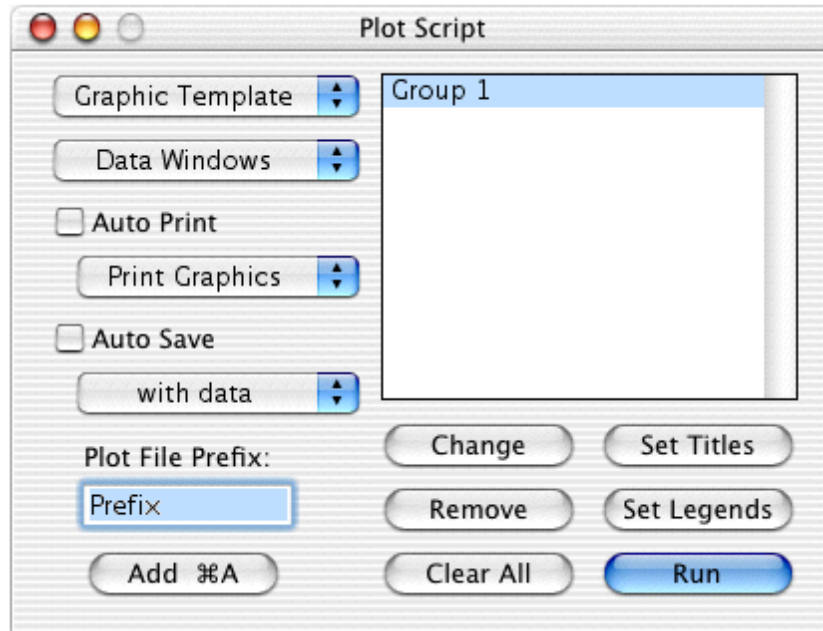 Plot Script
Graphic Template
Data Windows
Auto Print
Print Graphics
Auto Save
with data
Plot File Prefix:
Prefix
Add ⌘A
Group 1
Change
Set Titles
Remove
Set Legends
Clear All
Run